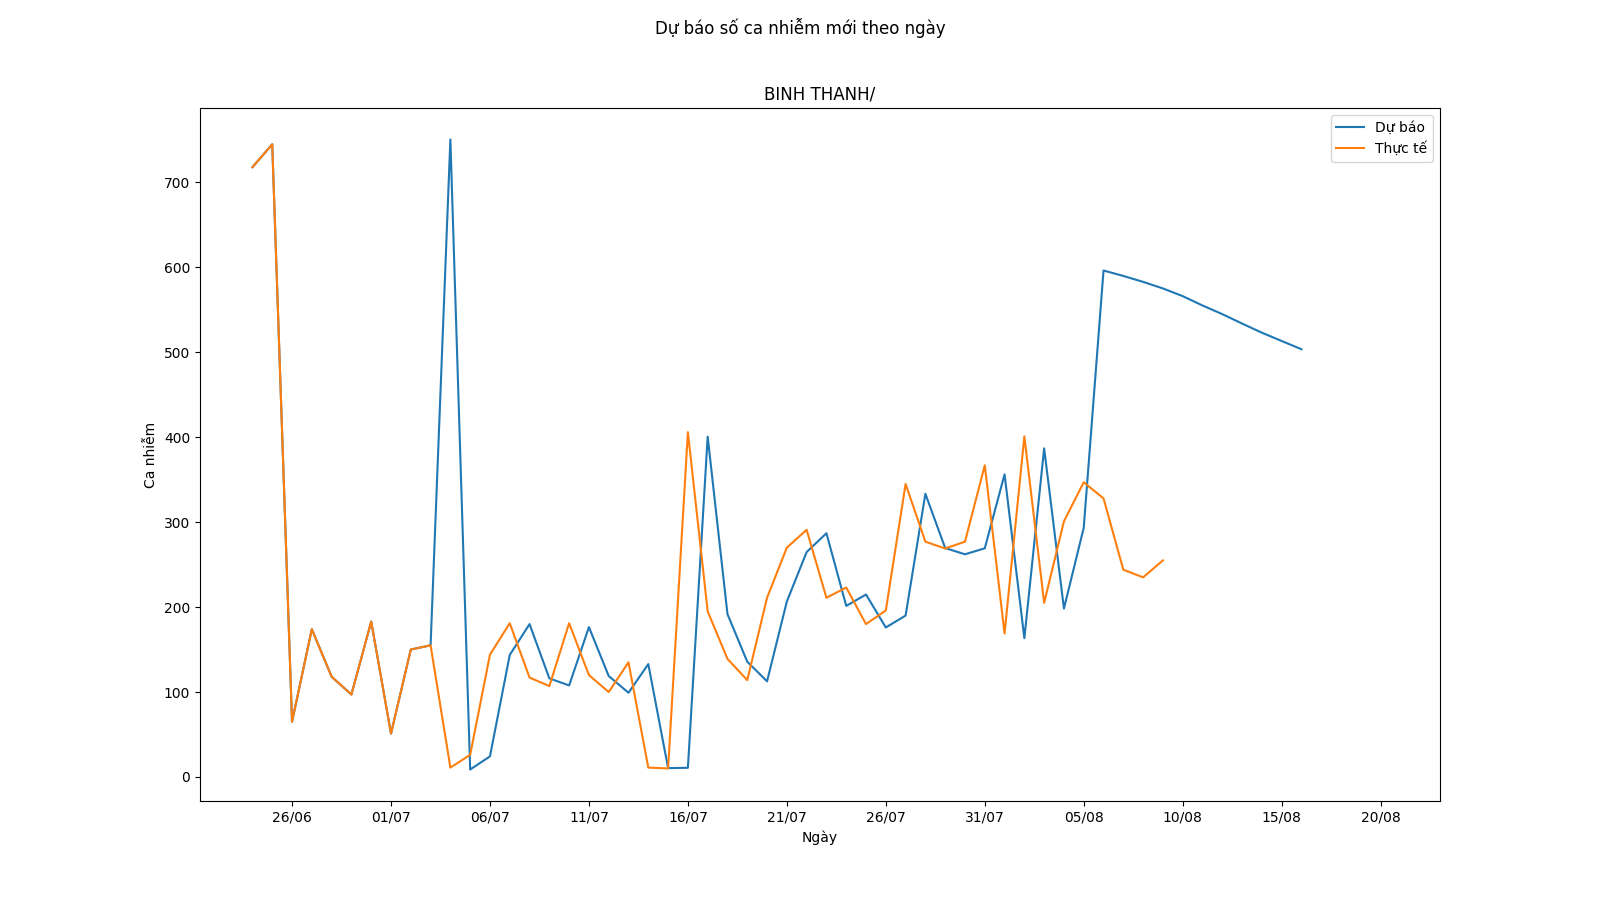 Dự báo số ca nhiễm mới theo ngày
BINH THANH/
Dự báo
Thực tế
700
600
500
400
300
200
100
0
Ca nhiễm
26/06 01/07 06/07 11/07 16/07 21/07 26/07 31/07 05/08 10/08 15/08 20/08
Ngày